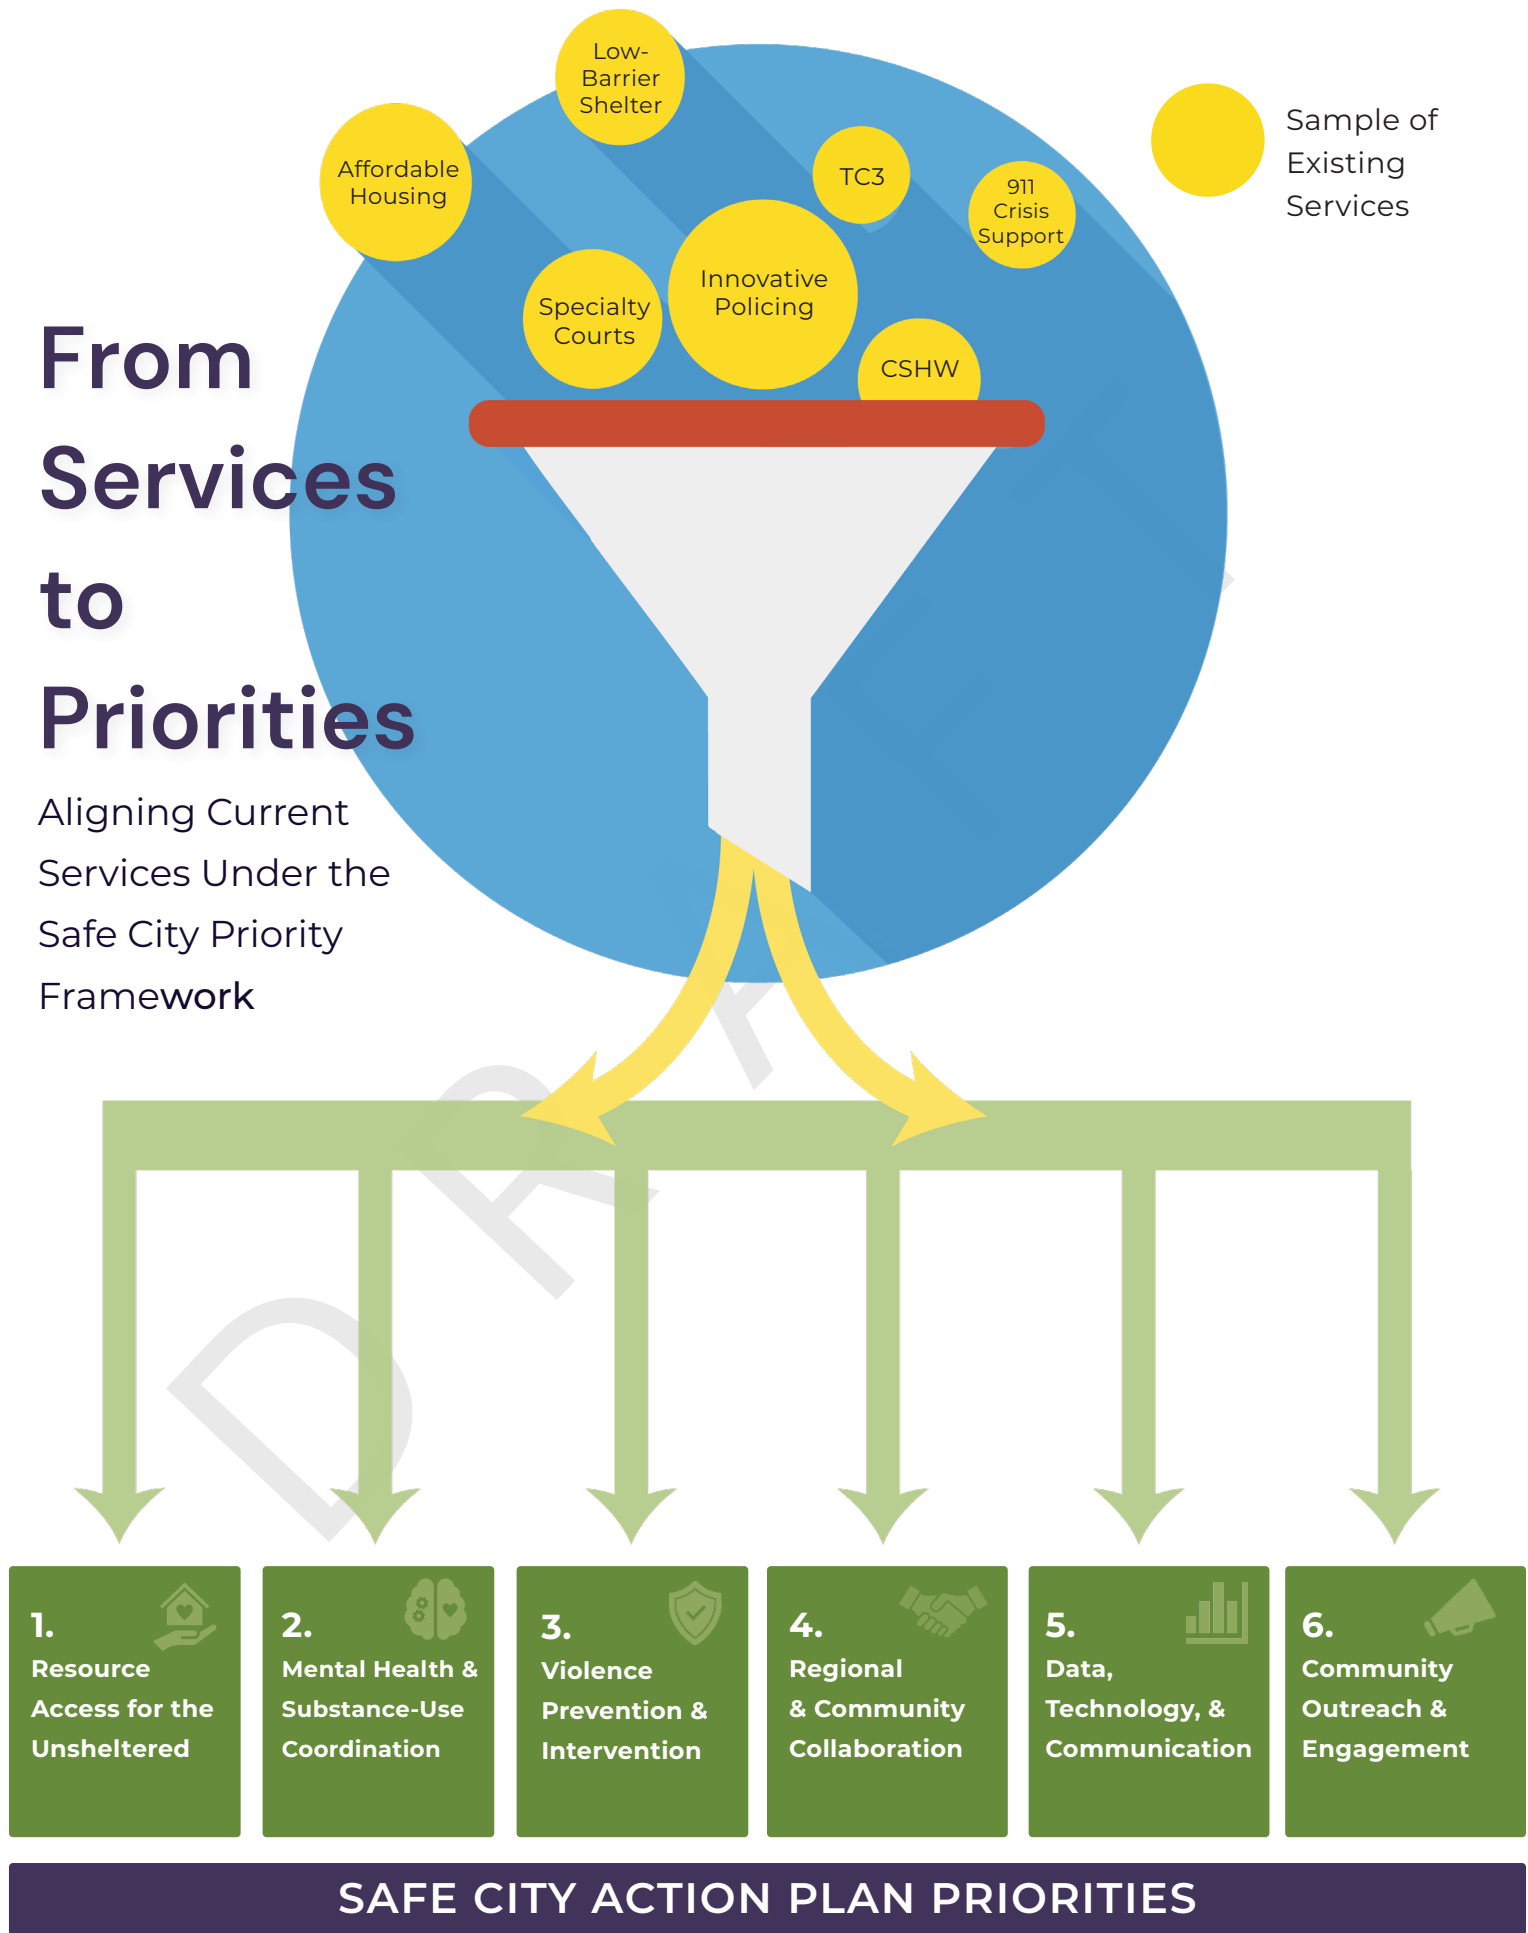 Low-
Barrier
Shelter
Affordable
Housing
TC3
911
Crisis
Support
Sample of
Existing
Services
Innovative
Policing
Specialty
Courts
CSHW
From
Services
to
Priorities
Aligning Current
Services Under the
Safe City Priority
Framework
DRA
1.
Resource
Access for the
Unsheltered
2.
Mental Health &
Substance-Use
Coordination
3.
Violence
Prevention &
Intervention
4.
Regional
& Community
Collaboration
5.
Data,
Technology, &
Communication
6.
Community
Outreach &
Engagement
SAFE CITY ACTION PLAN PRIORITIES